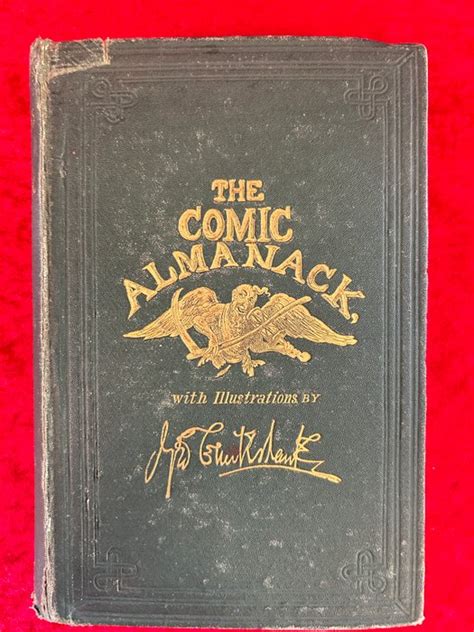 THE
COMIC
ALMANACK,
with Illustrations BY
Geo Cruikshank